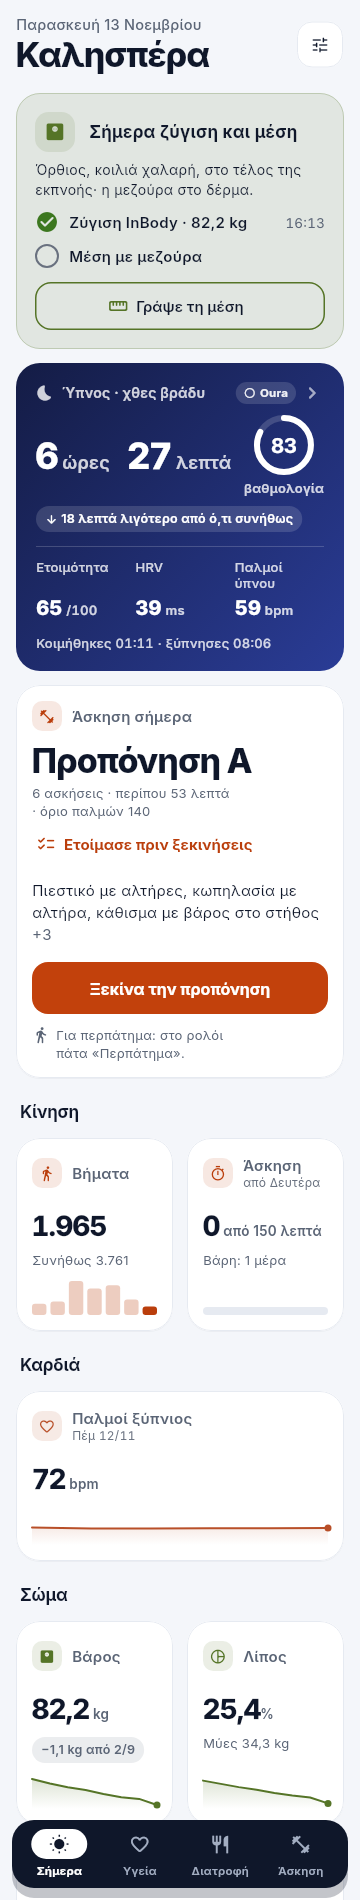 Παρασκευή 13 Νοεμβρίου
Καλησπέρα
Σήμερα ζύγιση και μέση
Όρθιος, κοιλιά χαλαρή, στο τέλος της
εκπνοής· η μεζούρα στο δέρμα.
Ζύγιση InBody · 82,2 kg 16:13
Μέση με μεζούρα
Γράψε τη μέση
Ύπνος · χθες βράδυ
Oura
6 ώρες 27 λεπτά
83
βαθμολογία
↓ 18 λεπτά λιγότερο από ό,τι συνήθως
Ετοιμότητα
65 /100
HRV
39 ms
Παλμοί
ύπνου
59 bpm
Κοιμήθηκες 01:11 · ξύπνησες 08:06
Άσκηση σήμερα
Προπόνηση Α
6 ασκήσεις · περίπου 53 λεπτά
· όριο παλμών 140
Ετοίμασε πριν ξεκινήσεις
Πιεστικό με αλτήρες, κωπηλασία με
αλτήρα, κάθισμα με βάρος στο στήθος
+3
Ξεκίνα την προπόνηση
Για περπάτημα: στο ρολόι
πάτα «Περπάτημα».
Κίνηση
Βήματα
1.965
Συνήθως 3.761
Άσκηση
από Δευτέρα
0 από 150 λεπτά
Βάρη: 1 μέρα
Καρδιά
Παλμοί ξύπνιος
Πέμ 12/11
72 bpm
Σώμα
Βάρος
82,2 kg
−1,1 kg από 2/9
Λίπος
25,4%
Μύες 34,3 kg
Σήμερα
Υγεία
Διατροφή
Άσκηση